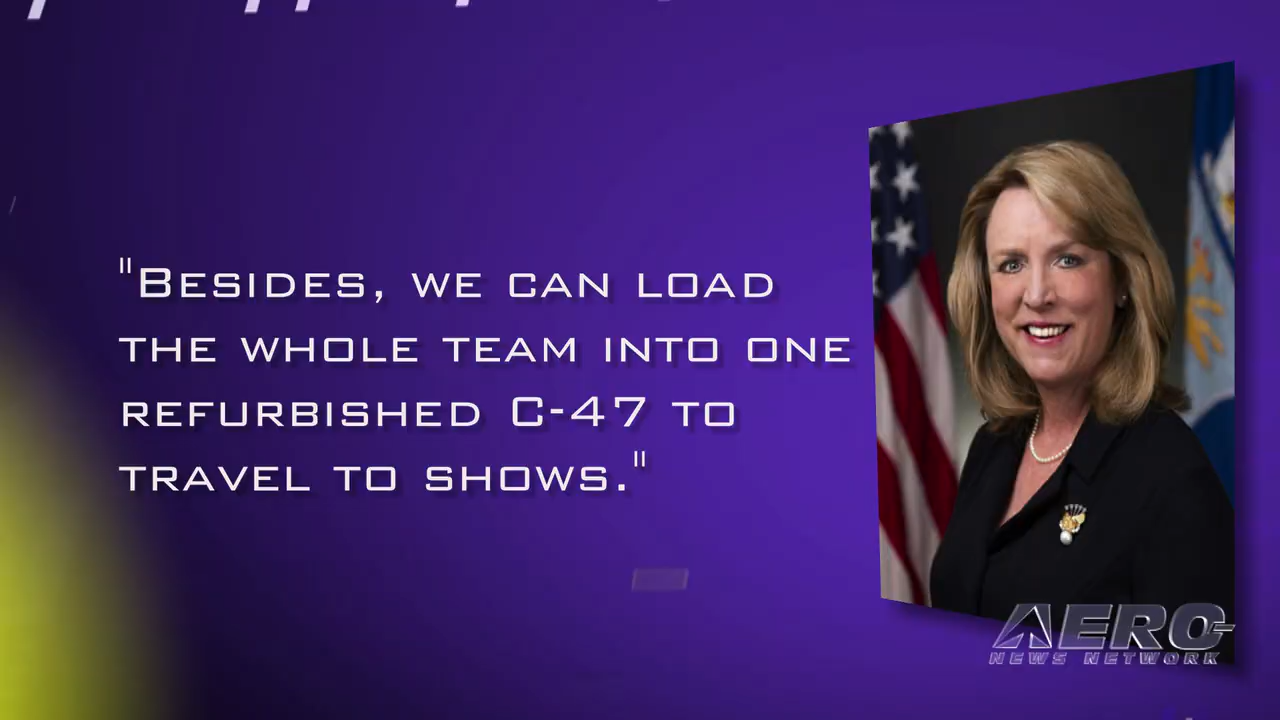 "BESIDES, WE CAN LOAD
THE WHOLE TEAM INTO ONE
REFURBISHED C-47 TO
TRAVEL TO SHOWS."
AERO
NEWS NETWORK